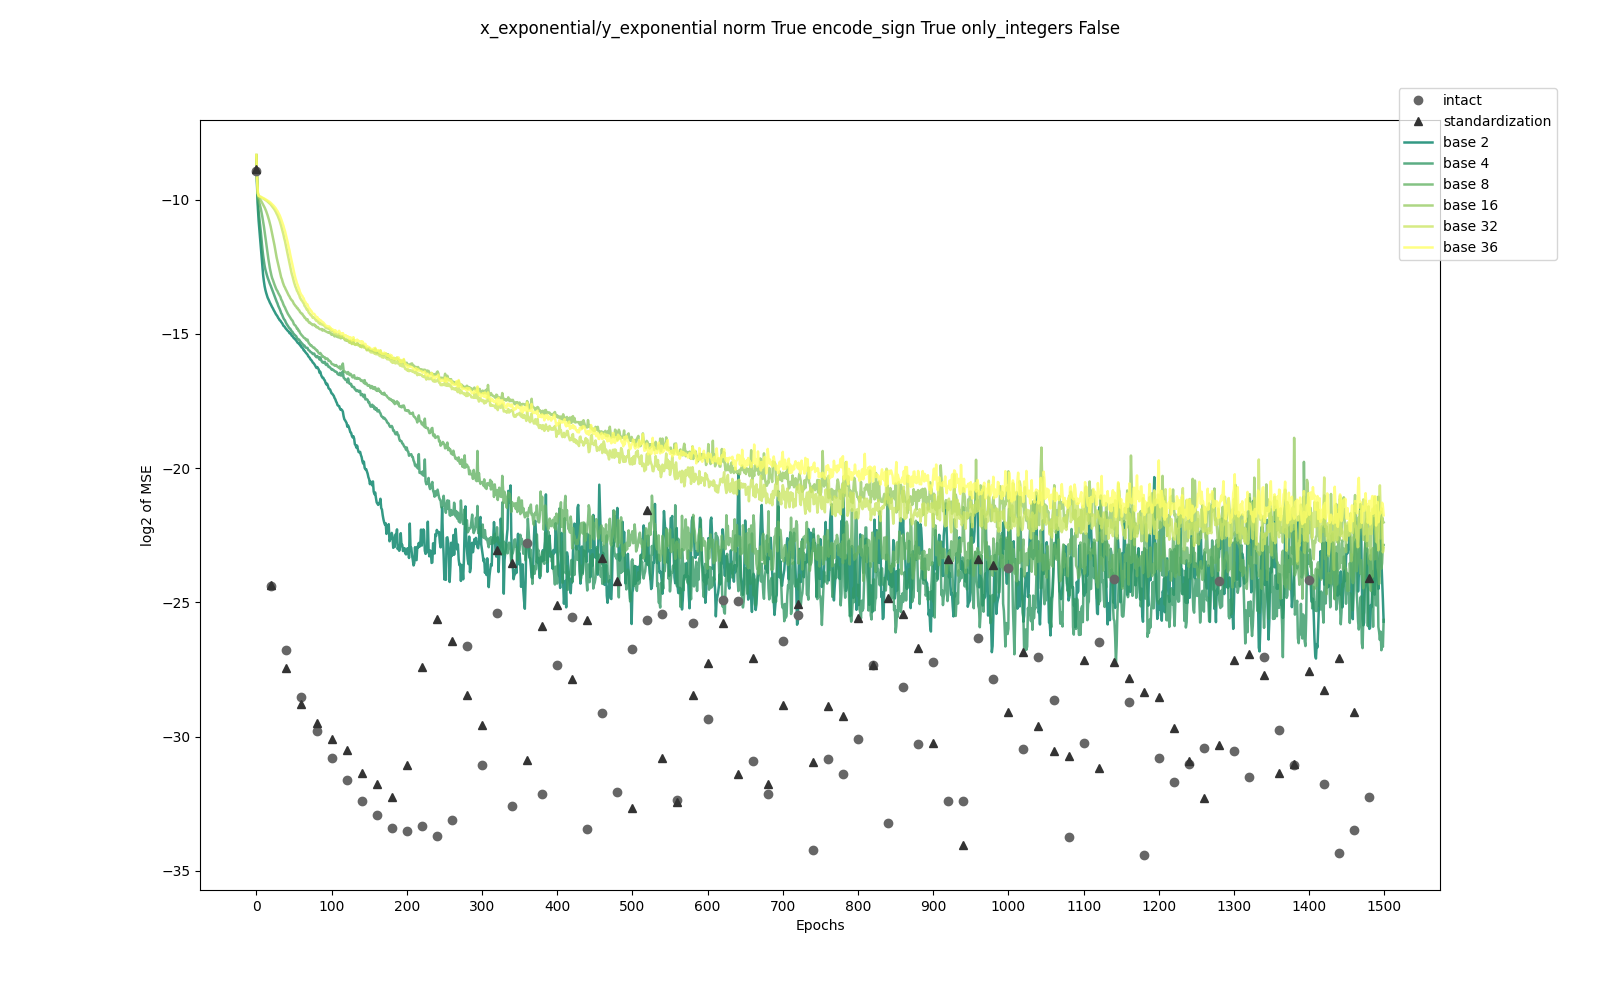 x_exponential/y_exponential norm True encode_sign True only_integers False
intact
standardization
base 2
base 4
base 8
base 16
base 32
base 36
log2 of MSE
−10
−15
−20
−25
−30
−35
0 100 200 300 400 500 600 700 800 900 1000 1100 1200 1300 1400 1500
Epochs